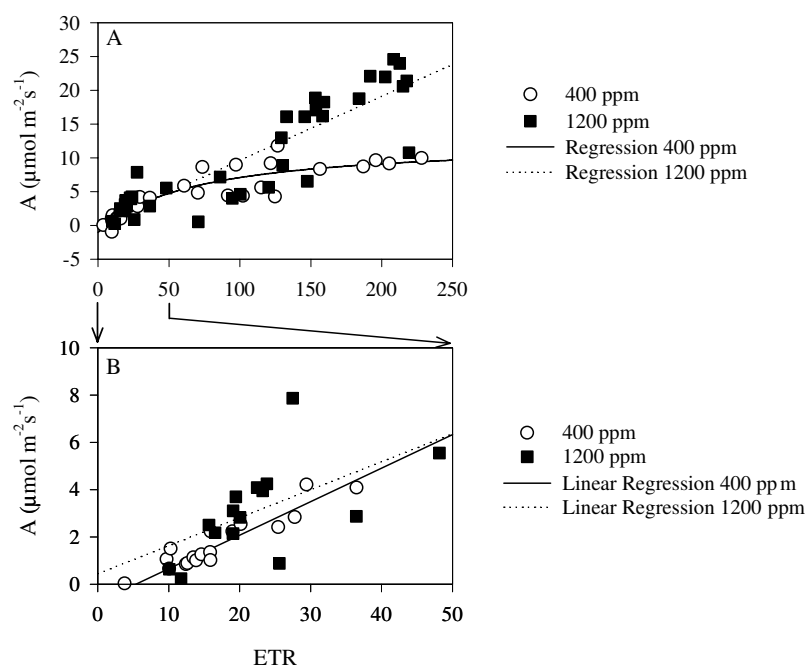 A
A (μmol m⁻²s⁻¹)
30
25
20
15
10
5
0
-5
0 50 100 150 200 250
400 ppm
1200 ppm
Regression 400 ppm
Regression 1200 ppm
B
A (μmol m⁻²s⁻¹)
10
8
6
4
2
0
0 10 20 30 40 50
ETR
400 ppm
1200 ppm
Linear Regression 400 ppm
Linear Regression 1200 ppm